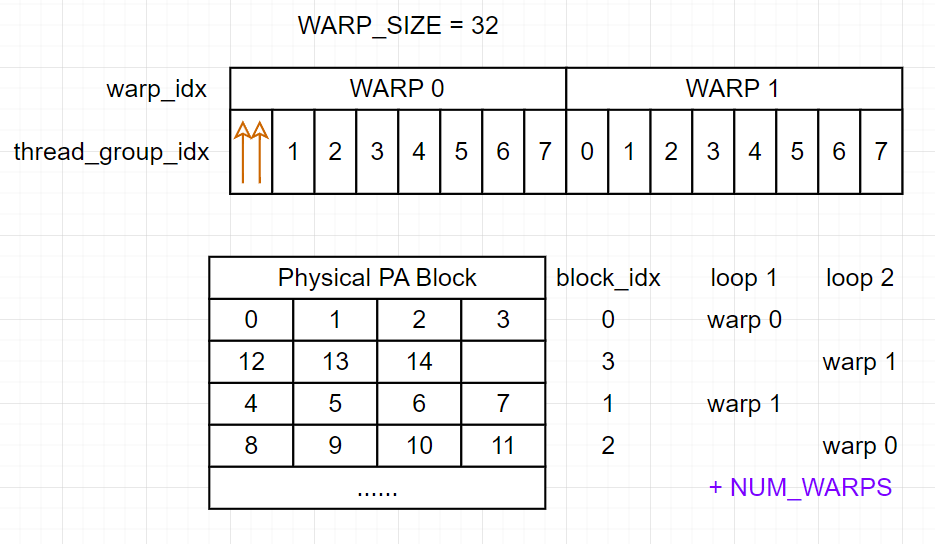 WARP_SIZE = 32
warp_idx WARP 0 WARP 1
thread_group_idx 1 2 3 4 5 6 7 0 1 2 3 4 5 6 7
Physical PA Block block_idx loop 1 loop 2
0 1 2 3 0 warp 0
12 13 14 3 warp 1
4 5 6 7 1 warp 1
8 9 10 11 2 warp 0
...... + NUM_WARPS